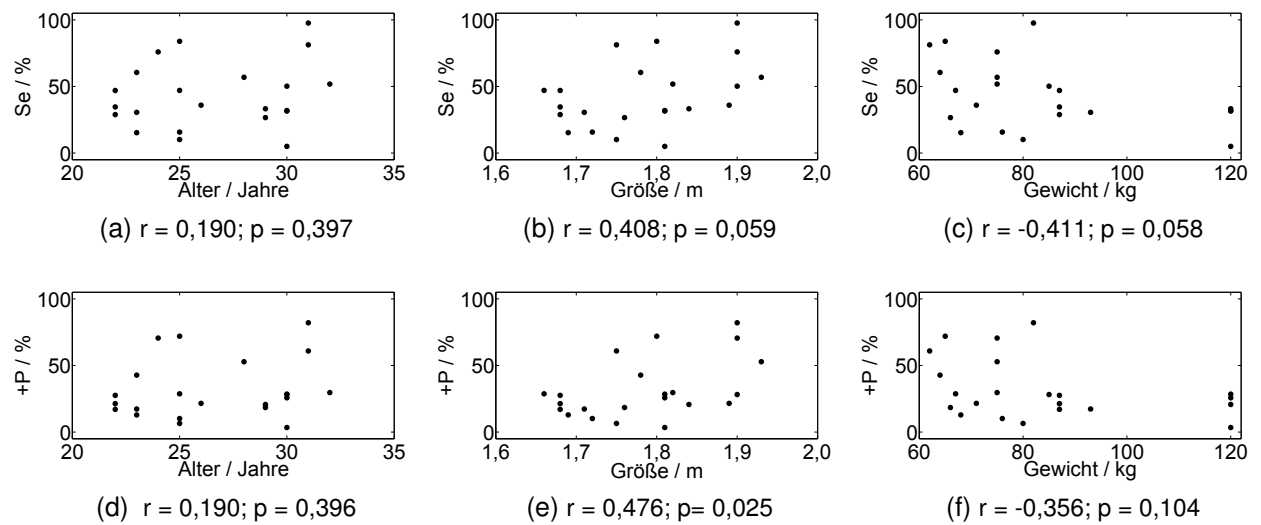 100
50
0
Se / %
20 25 30 35
Alter / Jahre
(a) r = 0,190; p = 0,397
100
50
0
Se / %
1,6 1,7 1,8 1,9 2,0
Größe / m
(b) r = 0,408; p = 0,059
100
50
0
Se / %
60 80 100 120
Gewicht / kg
(c) r = -0,411; p = 0,058
100
50
0
+P / %
20 25 30 35
Alter / Jahre
(d) r = 0,190; p = 0,396
100
50
0
+P / %
1,6 1,7 1,8 1,9 2,0
Größe / m
(e) r = 0,476; p= 0,025
100
50
0
+P / %
60 80 100 120
Gewicht / kg
(f) r = -0,356; p = 0,104